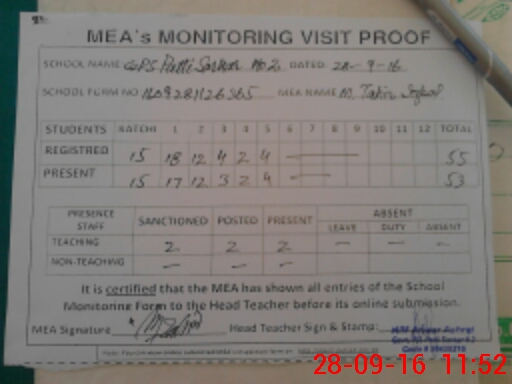 MEA's MONITORING VISIT PROOF
SCHOOL NAME GPS Patti Sarkar No 2 DATED 28-9-16
SCHOOL FORM NO MEA NAME M.
STUDENTS KATCHI 1 2 3 4 5 6 7 8 9 10 11 12 TOTAL
REGISTRED 15 18 12 4 2 4 — 55
PRESENT 15 17 12 3 2 4 — 53
PRESENCE STAFF SANCTIONED POSTED PRESENT ABSENT
LEAVE DUTY ABSENT
TEACHING 2 2 2 — — —
NON-TEACHING — — —
It is certified that the MEA has shown all entries of the School
Monitoring Form to the Head Teacher before its online submission.
MEA Signature Head Teacher Sign & Stamp:
28-09-16 11:52